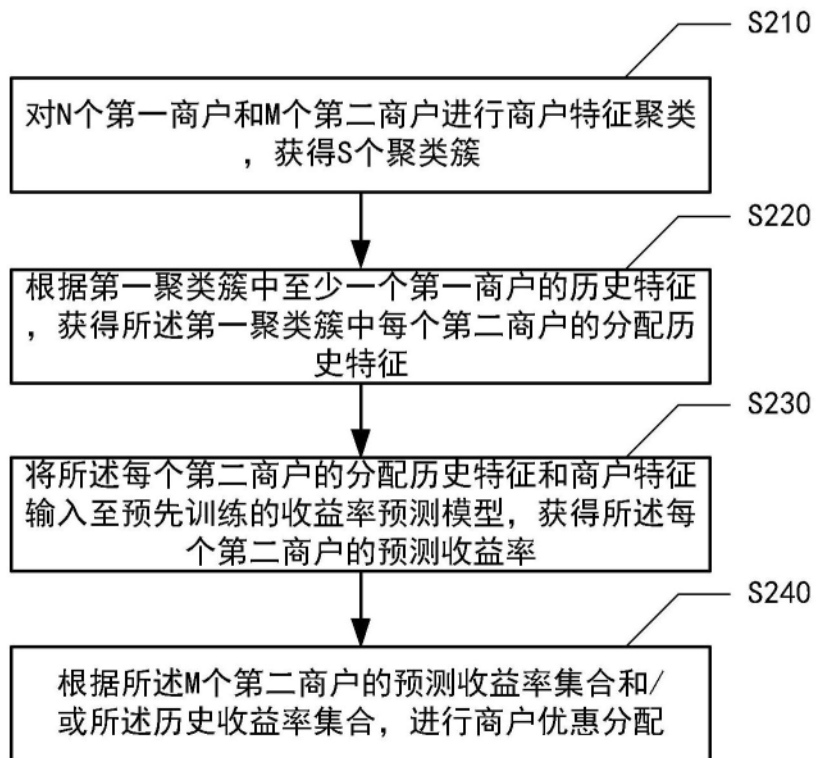 S210
对N个第一商户和M个第二商户进行商户特征聚类
，获得S个聚类簇
S220
根据第一聚类簇中至少一个第一商户的历史特征
，获得所述第一聚类簇中每个第二商户的分配历
史特征
S230
将所述每个第二商户的分配历史特征和商户特征
输入至预先训练的收益率预测模型，获得所述每
个第二商户的预测收益率
S240
根据所述M个第二商户的预测收益率集合和/
或所述历史收益率集合，进行商户优惠分配